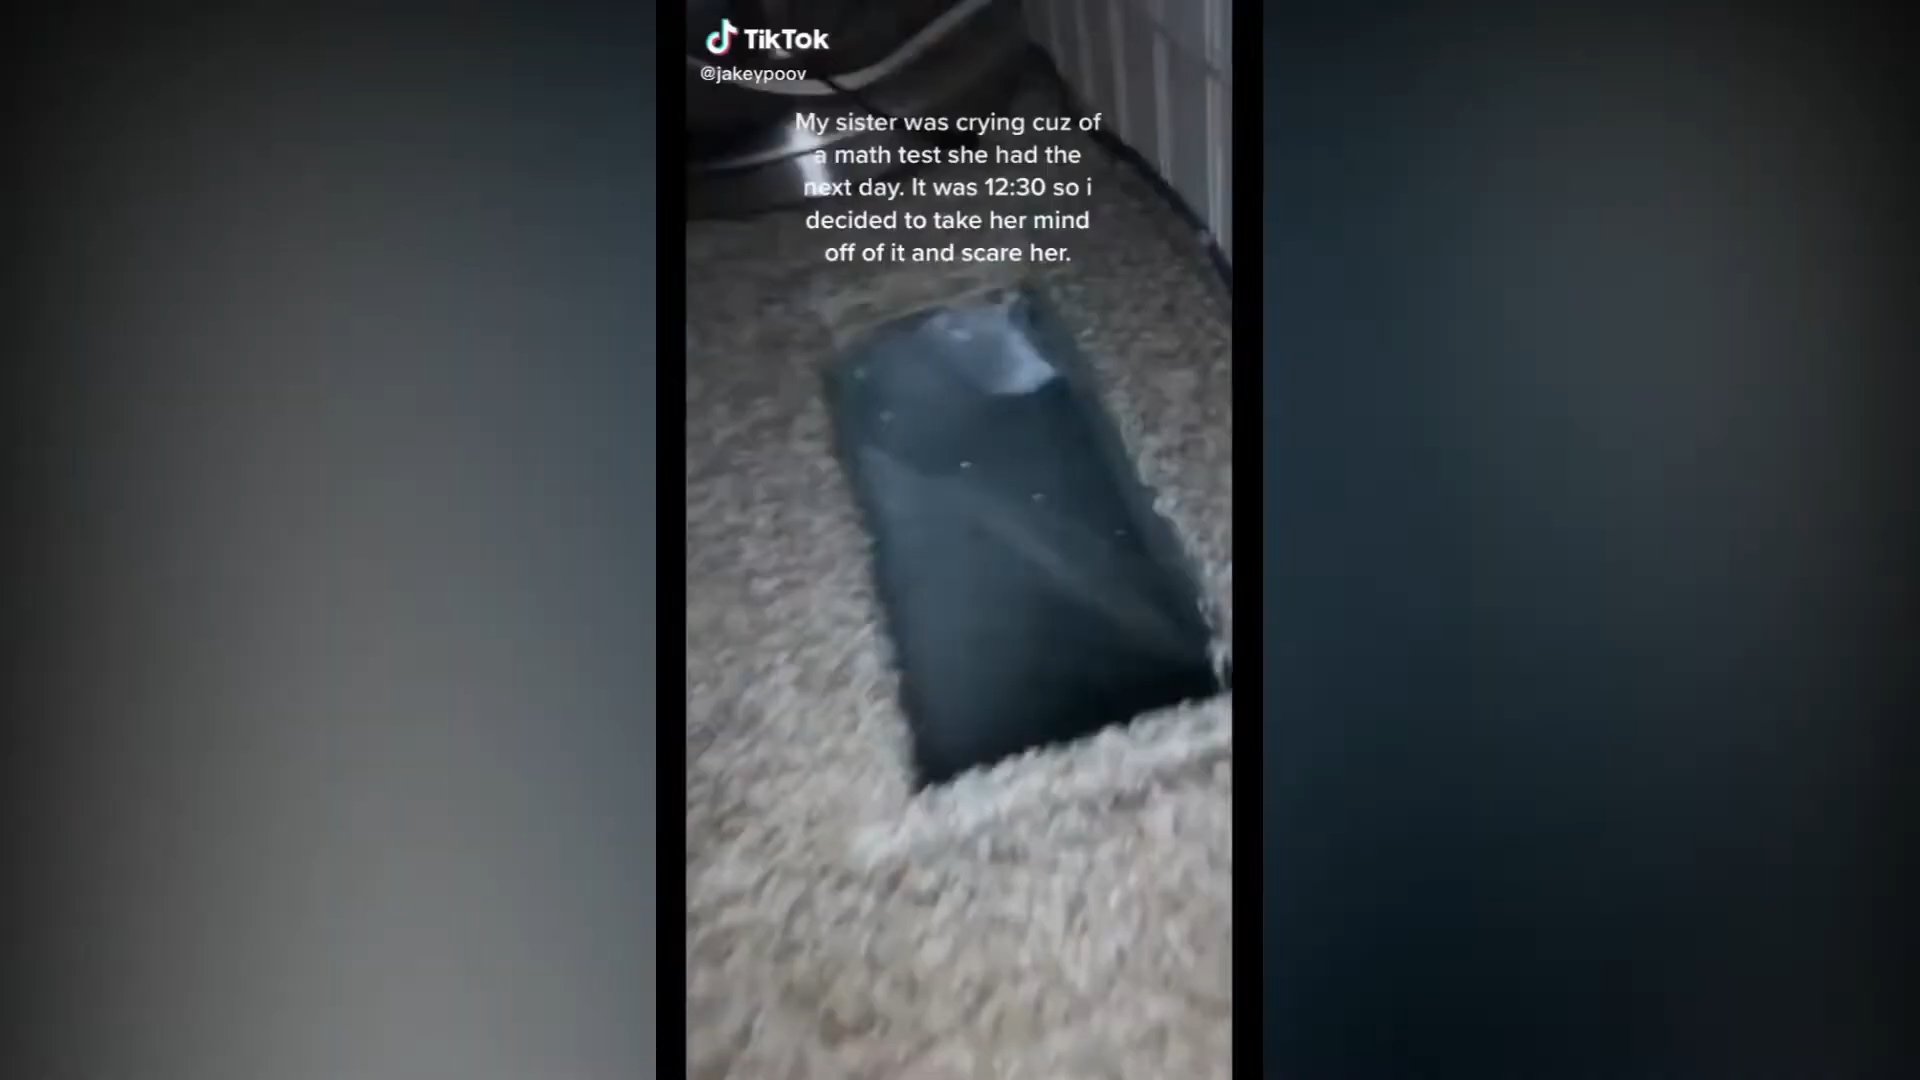 TikTok
@jakeypoov
My sister was crying cuz of
a math test she had the
next day. It was 12:30 so i
decided to take her mind
off of it and scare her.